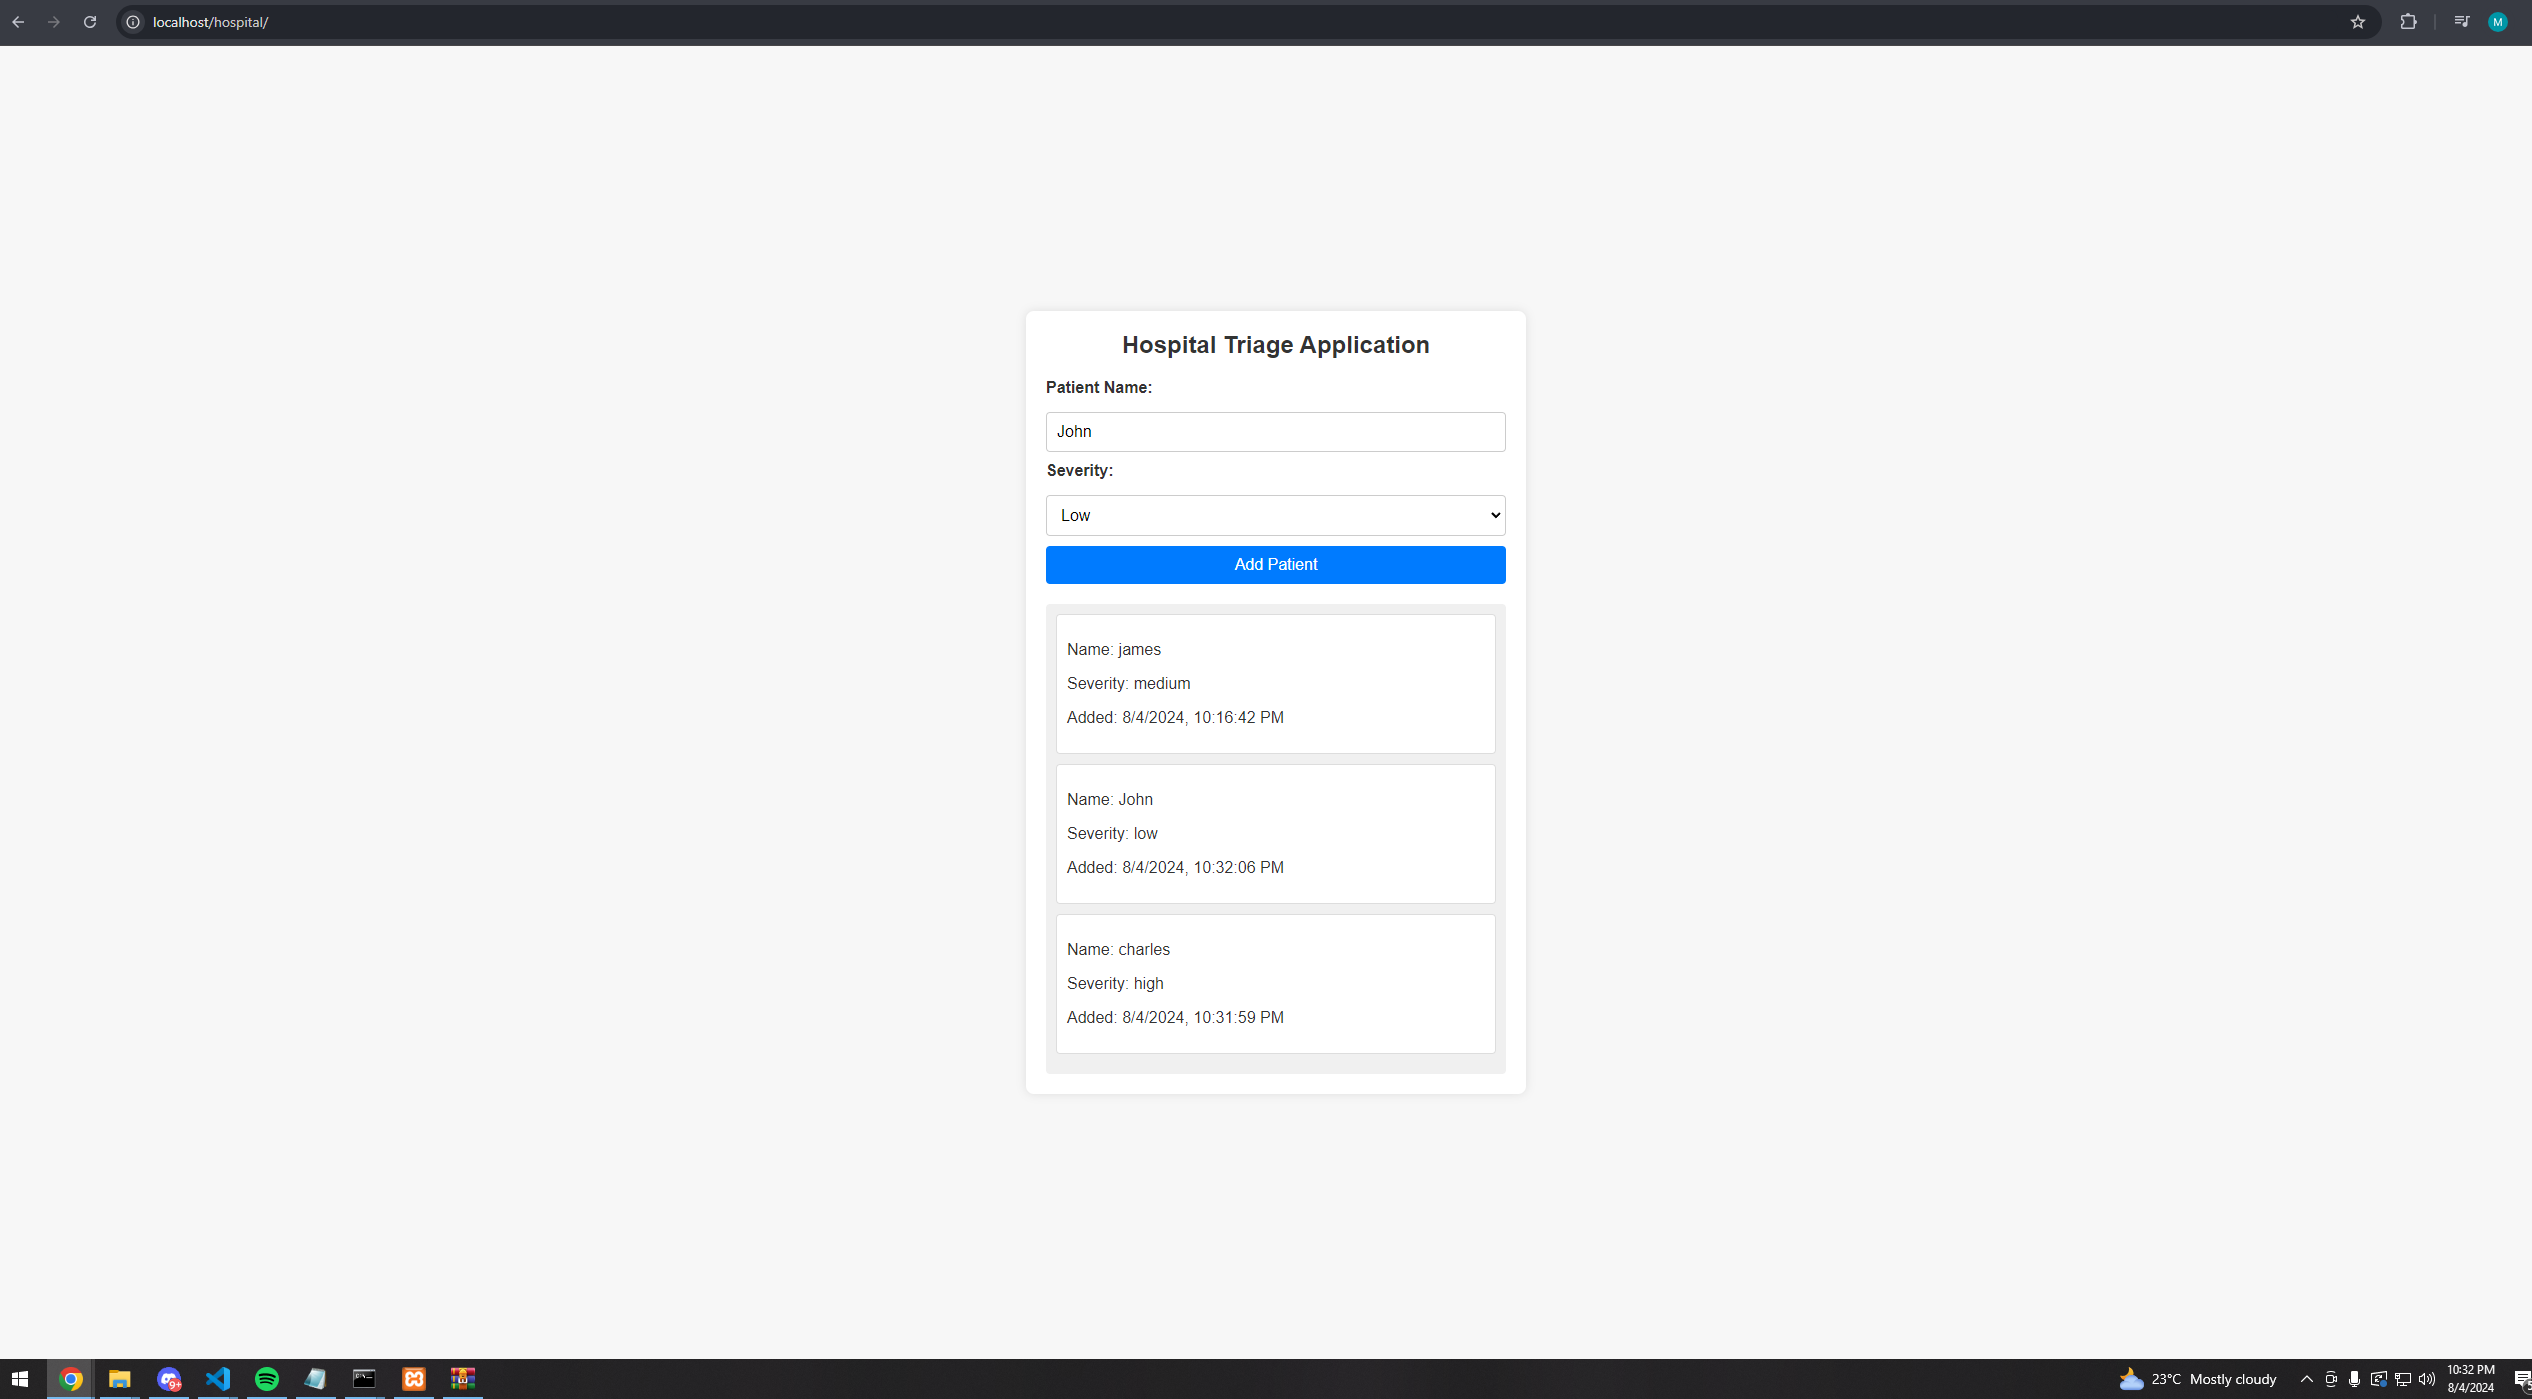 localhost/hospital/
M
Hospital Triage Application
Patient Name:
John
Severity:
Low
Add Patient
Name: james
Severity: medium
Added: 8/4/2024, 10:16:42 PM
Name: John
Severity: low
Added: 8/4/2024, 10:32:06 PM
Name: charles
Severity: high
Added: 8/4/2024, 10:31:59 PM
9+
23°C Mostly cloudy
10:32 PM
8/4/2024